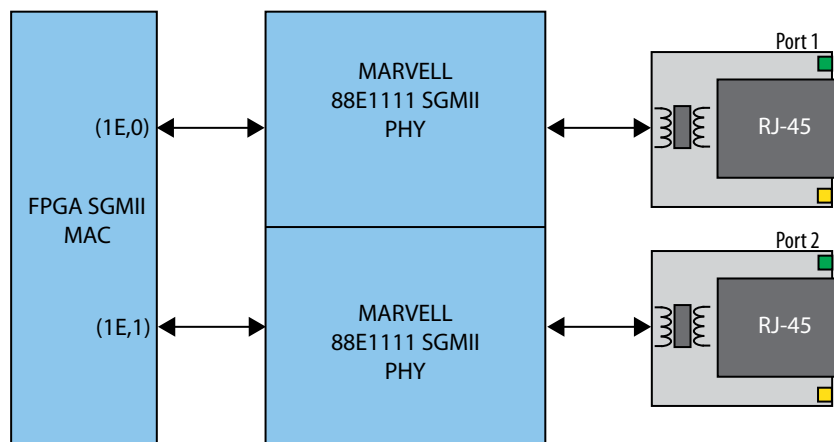 Port 1
MARVELL
88E1111 SGMII
PHY
(1E,0)
RJ-45
FPGA SGMII
MAC
Port 2
MARVELL
88E1111 SGMII
PHY
(1E,1)
RJ-45